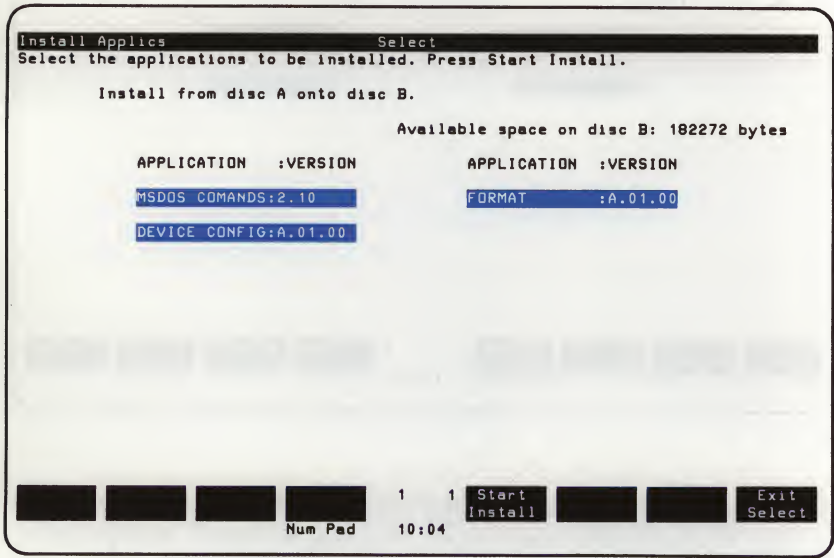 Install Applics Select
Select the applications to be installed. Press Start Install.
Install from disc A onto disc B.
Available space on disc B: 182272 bytes
APPLICATION :VERSION APPLICATION :VERSION
MSDOS COMANDS:2.10 FORMAT :A.01.00
DEVICE CONFIG:A.01.00
1 1 Start Exit
Install Select
Num Pad 10:04